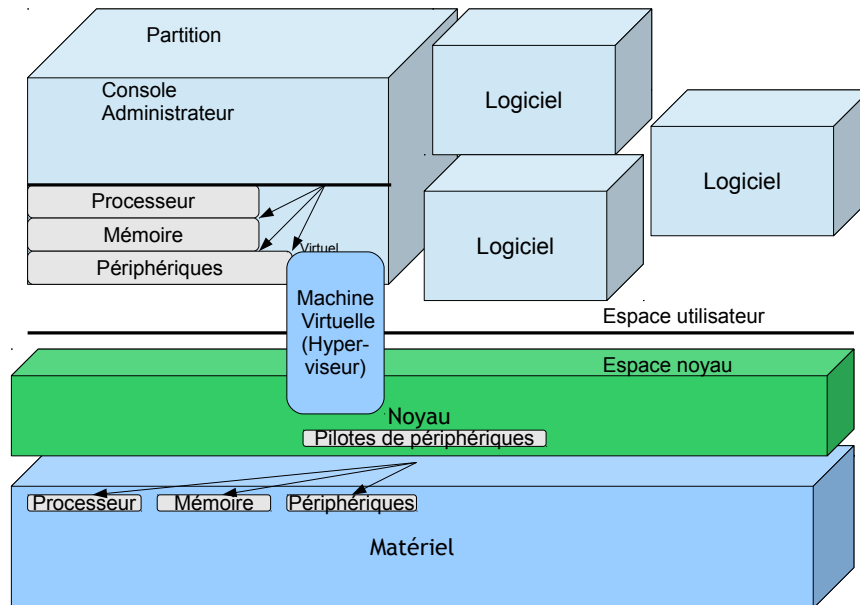 Partition
Console
Administrateur
Logiciel
Logiciel
Logiciel
Processeur
Mémoire
Périphériques
Virtuel
Machine
Virtuelle
(Hyper-
viseur)
Espace utilisateur
Espace noyau
Noyau
Pilotes de périphériques
Processeur
Mémoire
Périphériques
Matériel